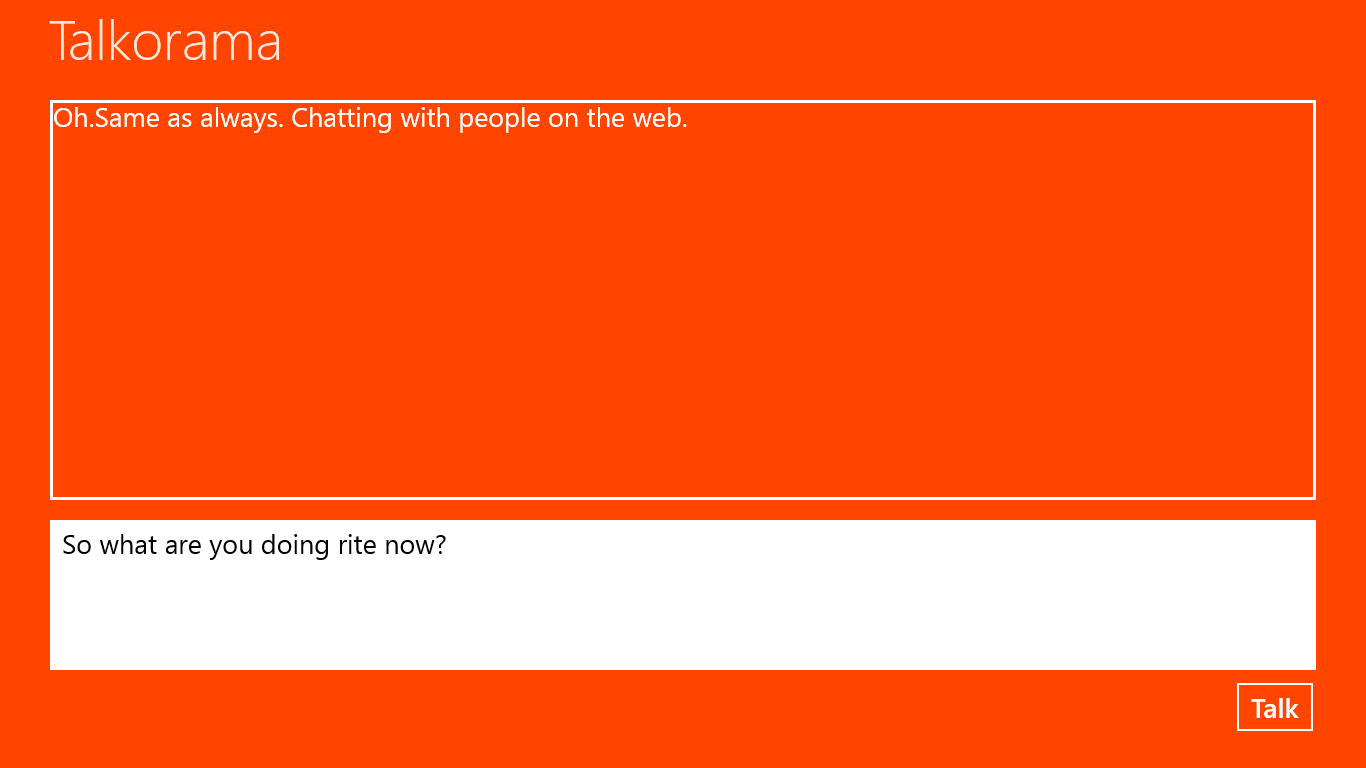 Talkorama
Oh.Same as always. Chatting with people on the web.
So what are you doing rite now?
Talk